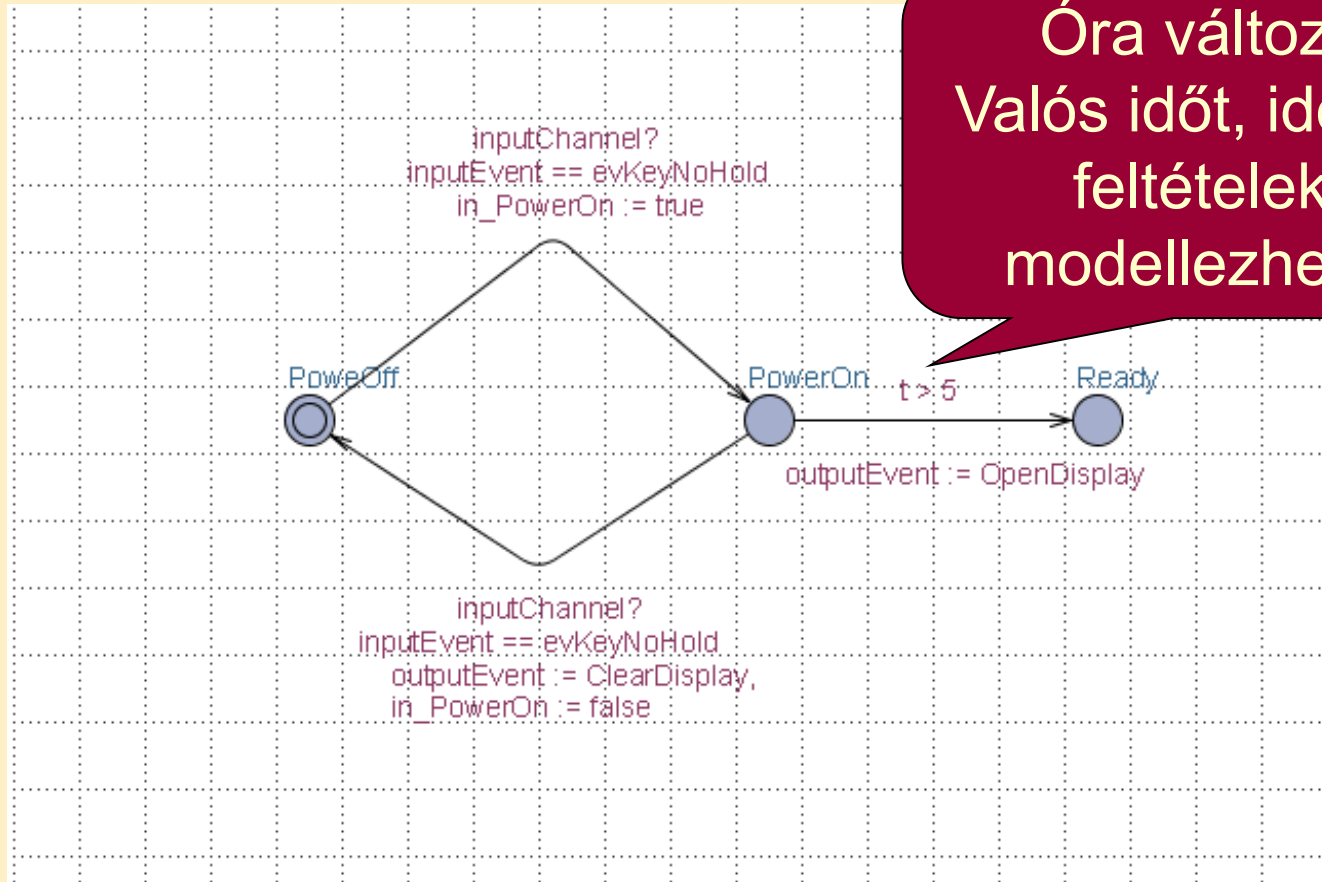 Óra változ
Valós időt, id
feltételek
modellezhe
inputChannel?
inputEvent == evKeyNoHold
in_PowerOn := true
PoweOff
PowerOn
t > 5
Ready
outputEvent := OpenDisplay
inputChannel?
inputEvent == evKeyNoHold
outputEvent := ClearDisplay,
in_PowerOn := false